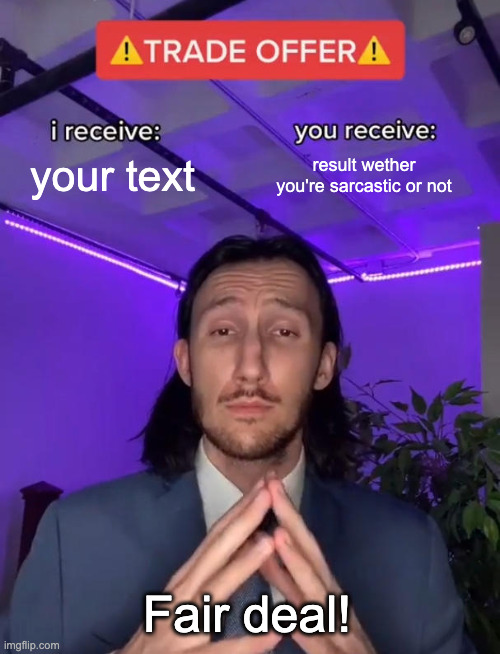 ⚠️TRADE OFFER⚠️
i receive:
you receive:
your text
result wether
you're sarcastic or not
Fair deal!
imgflip.com